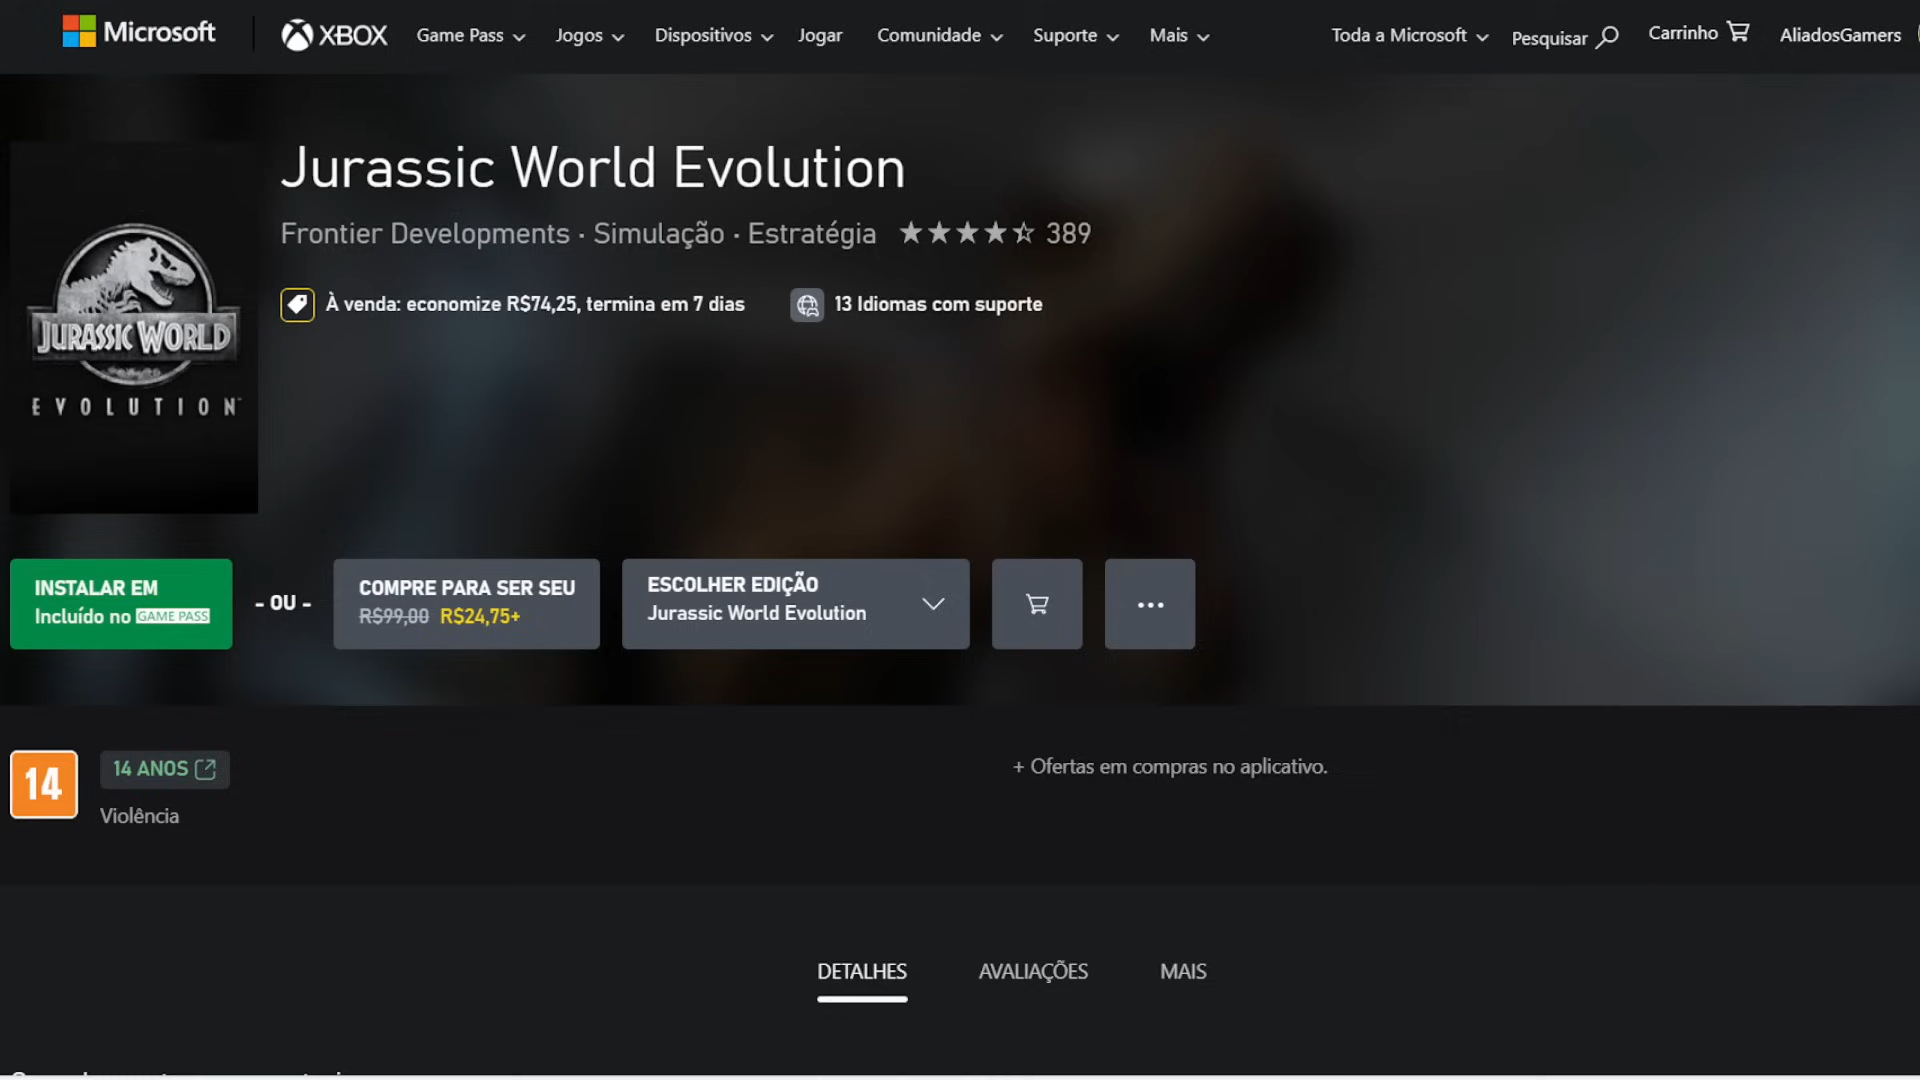 Microsoft
XBOX
Game Pass
Jogos
Dispositivos
Jogar
Comunidade
Suporte
Mais
Toda a Microsoft
Pesquisar
Carrinho
AliadosGamers
Jurassic World Evolution
Frontier Developments · Simulação · Estratégia ★★★★☆ 389
À venda: economize R$74,25, termina em 7 dias
13 Idiomas com suporte
JURASSIC WORLD
EVOLUTION
INSTALAR EM
Incluído no GAME PASS
- OU -
COMPRE PARA SER SEU
R$99,00 R$24,75+
ESCOLHER EDIÇÃO
Jurassic World Evolution
14
14 ANOS
Violência
+ Ofertas em compras no aplicativo.
DETALHES
AVALIAÇÕES
MAIS